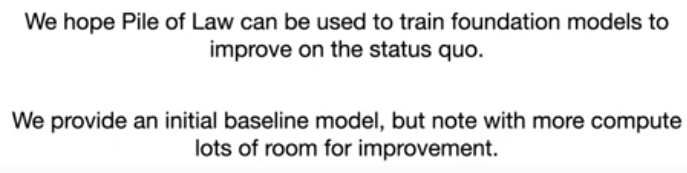 We hope Pile of Law can be used to train foundation models to
improve on the status quo.
We provide an initial baseline model, but note with more compute
lots of room for improvement.